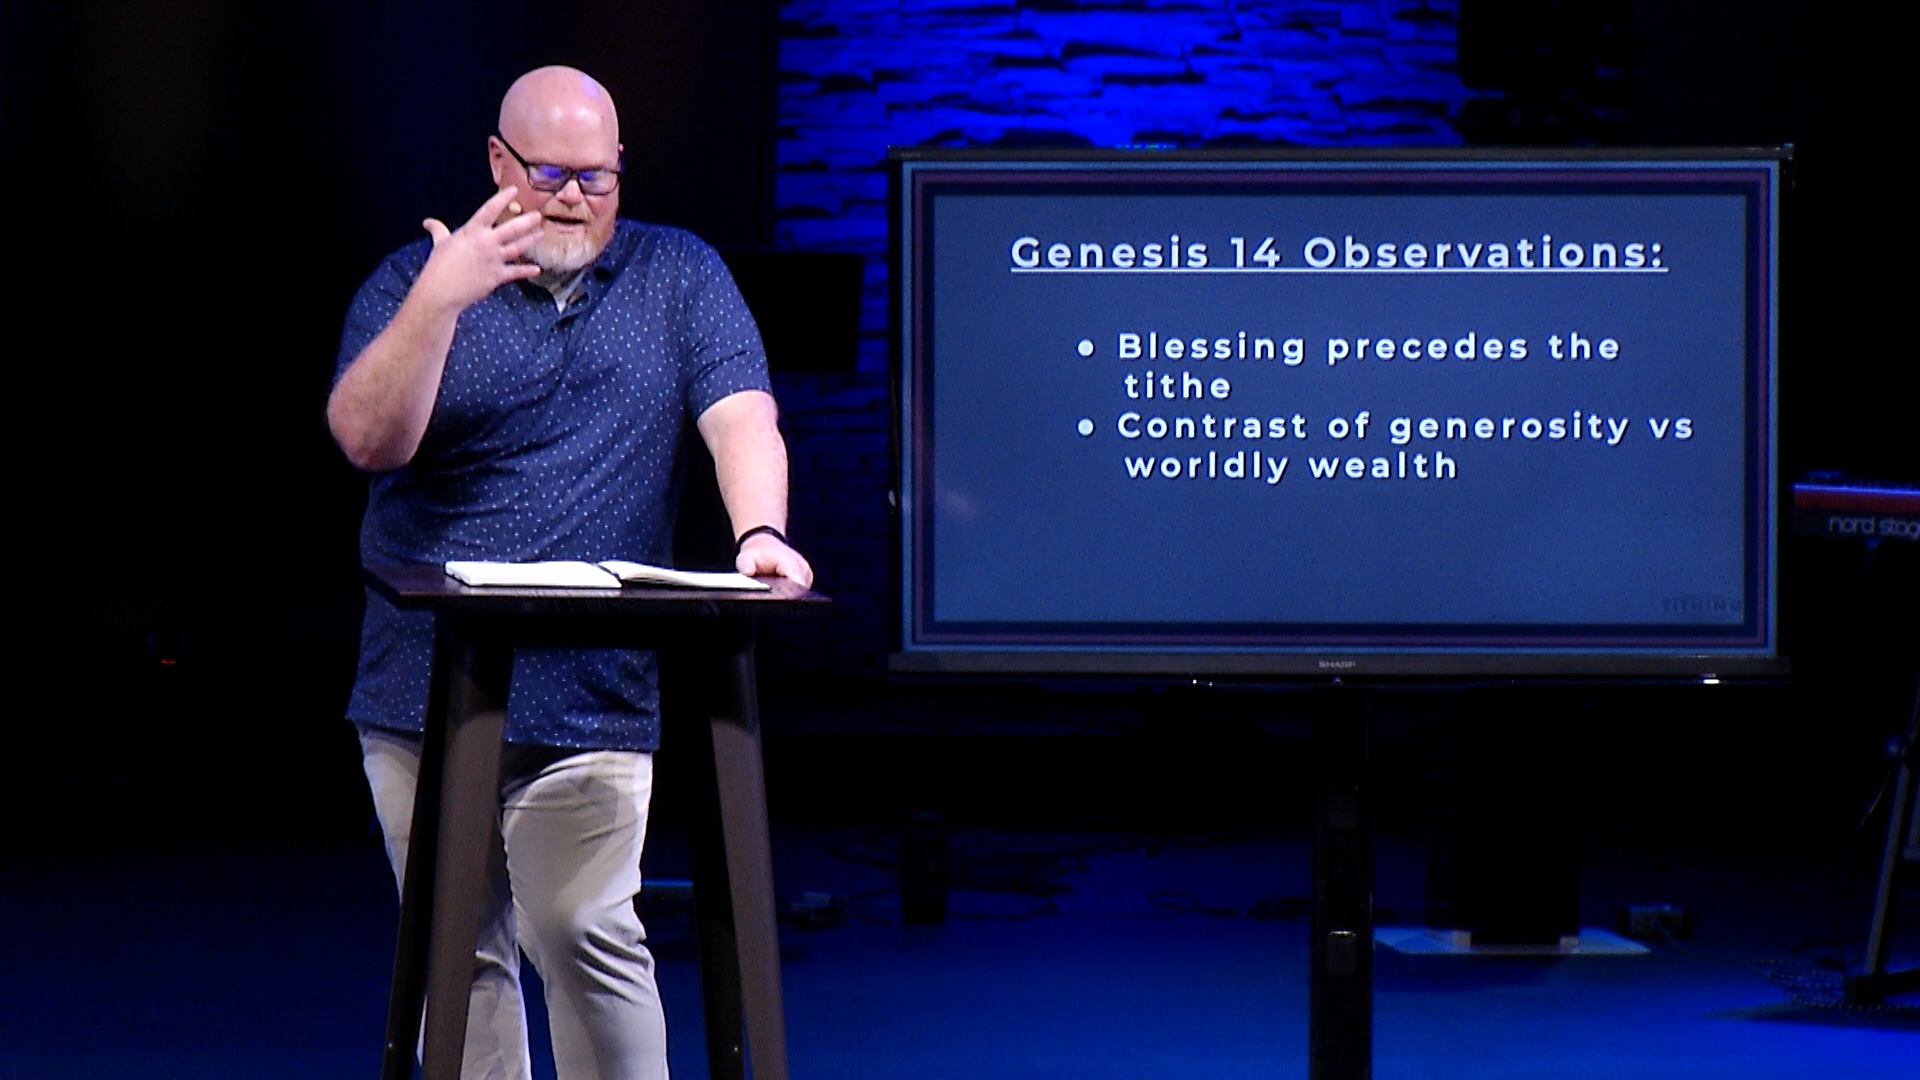 Genesis 14 Observations:
• Blessing precedes the
tithe
• Contrast of generosity vs
worldly wealth
TITHING
SHARP
nord stag